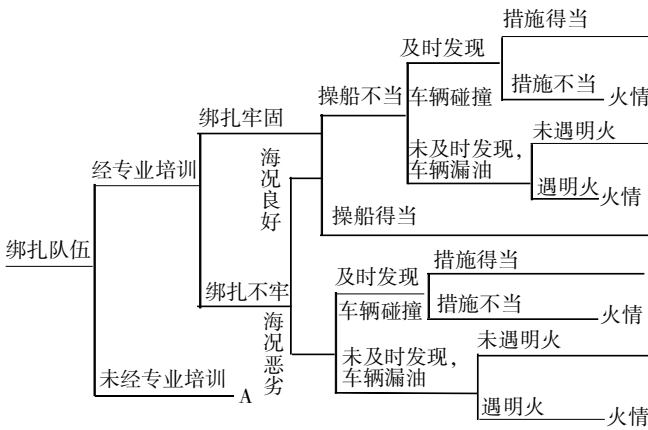 措施得当
及时发现
措施不当
火情
操船不当
车辆碰撞
绑扎牢固
未遇明火
未及时发现，
车辆漏油
海况良好
经专业培训
遇明火
火情
操船得当
绑扎队伍
措施得当
及时发现
绑扎不牢
措施不当
车辆碰撞
火情
海况恶劣
未遇明火
未及时发现，
车辆漏油
未经专业培训
A
遇明火
火情